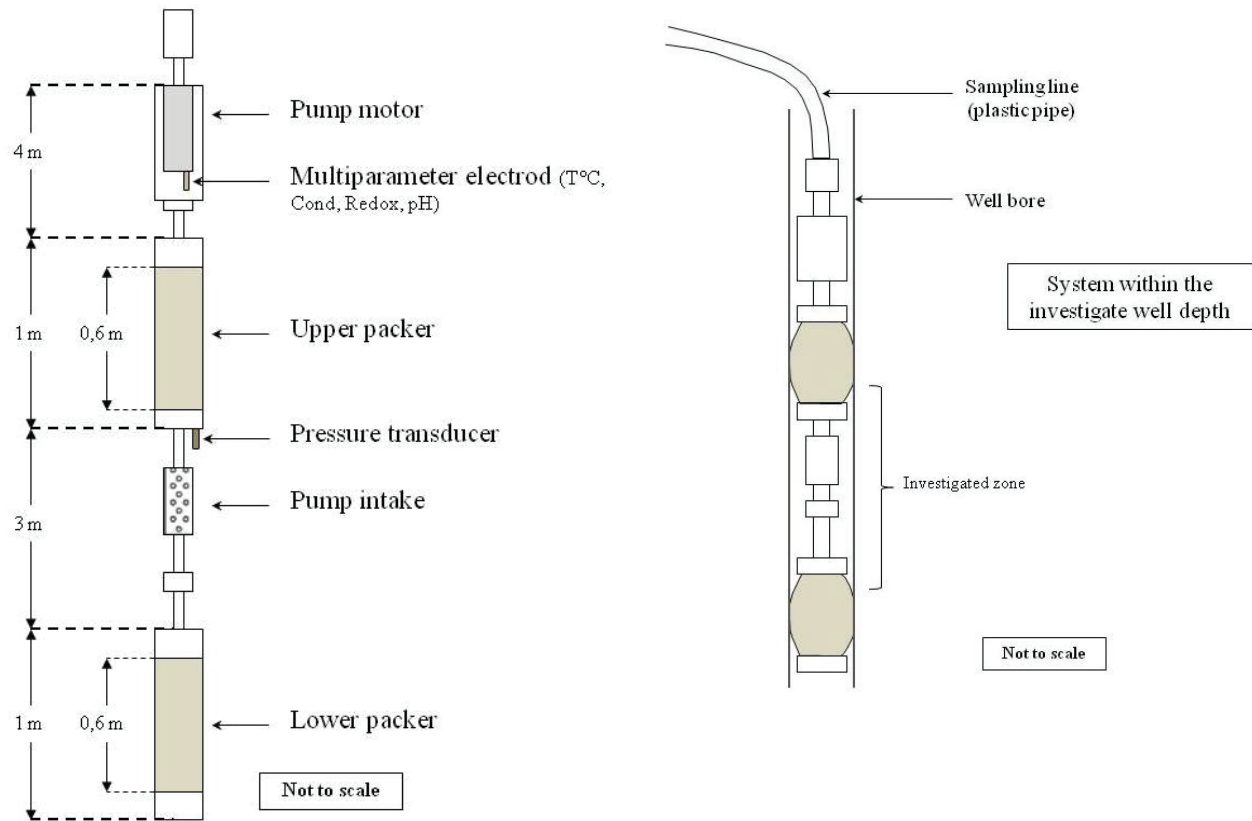 4 m
1 m
0,6 m
3 m
1 m
0,6 m
Pump motor
Multiparameter electrod (T°C,
Cond, Redox, pH)
Upper packer
Pressure transducer
Pump intake
Lower packer
Not to scale
Sampling line
(plastic pipe)
Well bore
System within the
investigate well depth
Investigated zone
Not to scale